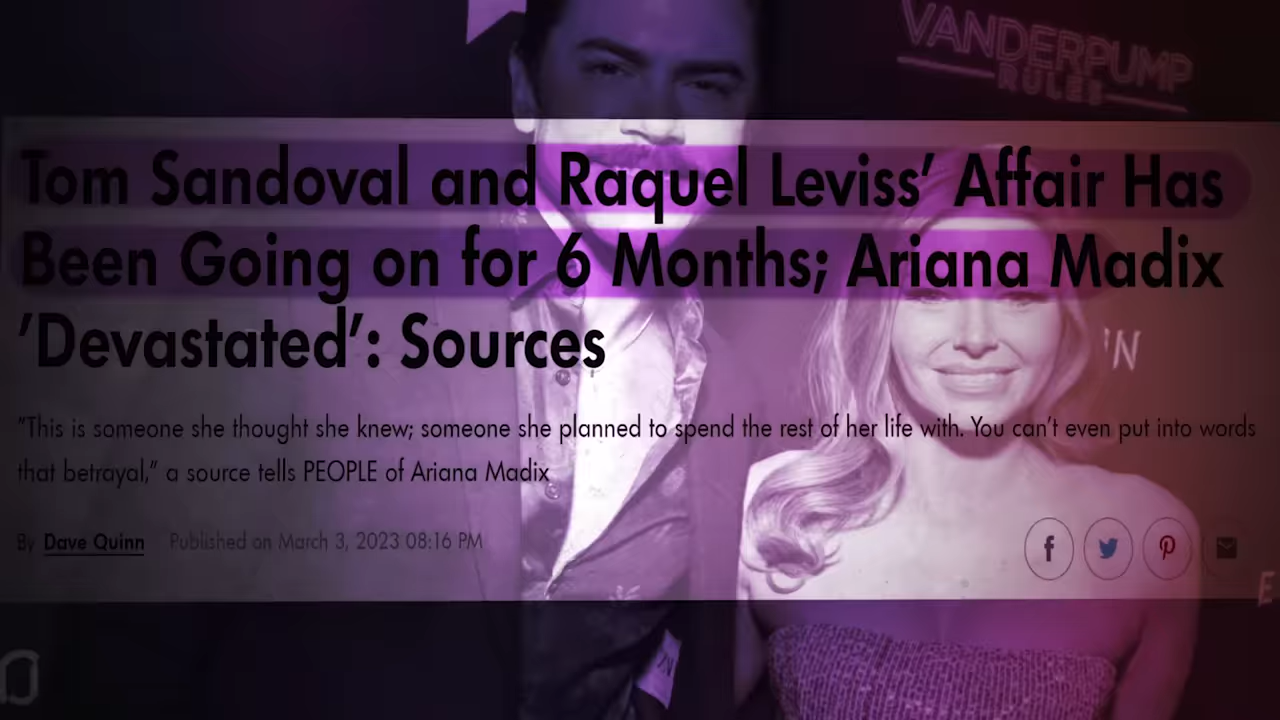 VANDERPUMP
RULES
Tom Sandoval and Raquel Leviss’ Affair Has
Been Going on for 6 Months; Ariana Madix
’Devastated’: Sources
’N
“This is someone she thought she knew; someone she planned to spend the rest of her life with. You can’t even put into words
that betrayal,” a source tells PEOPLE of Ariana Madix
By Dave Quinn Published on March 3, 2023 08:16 PM